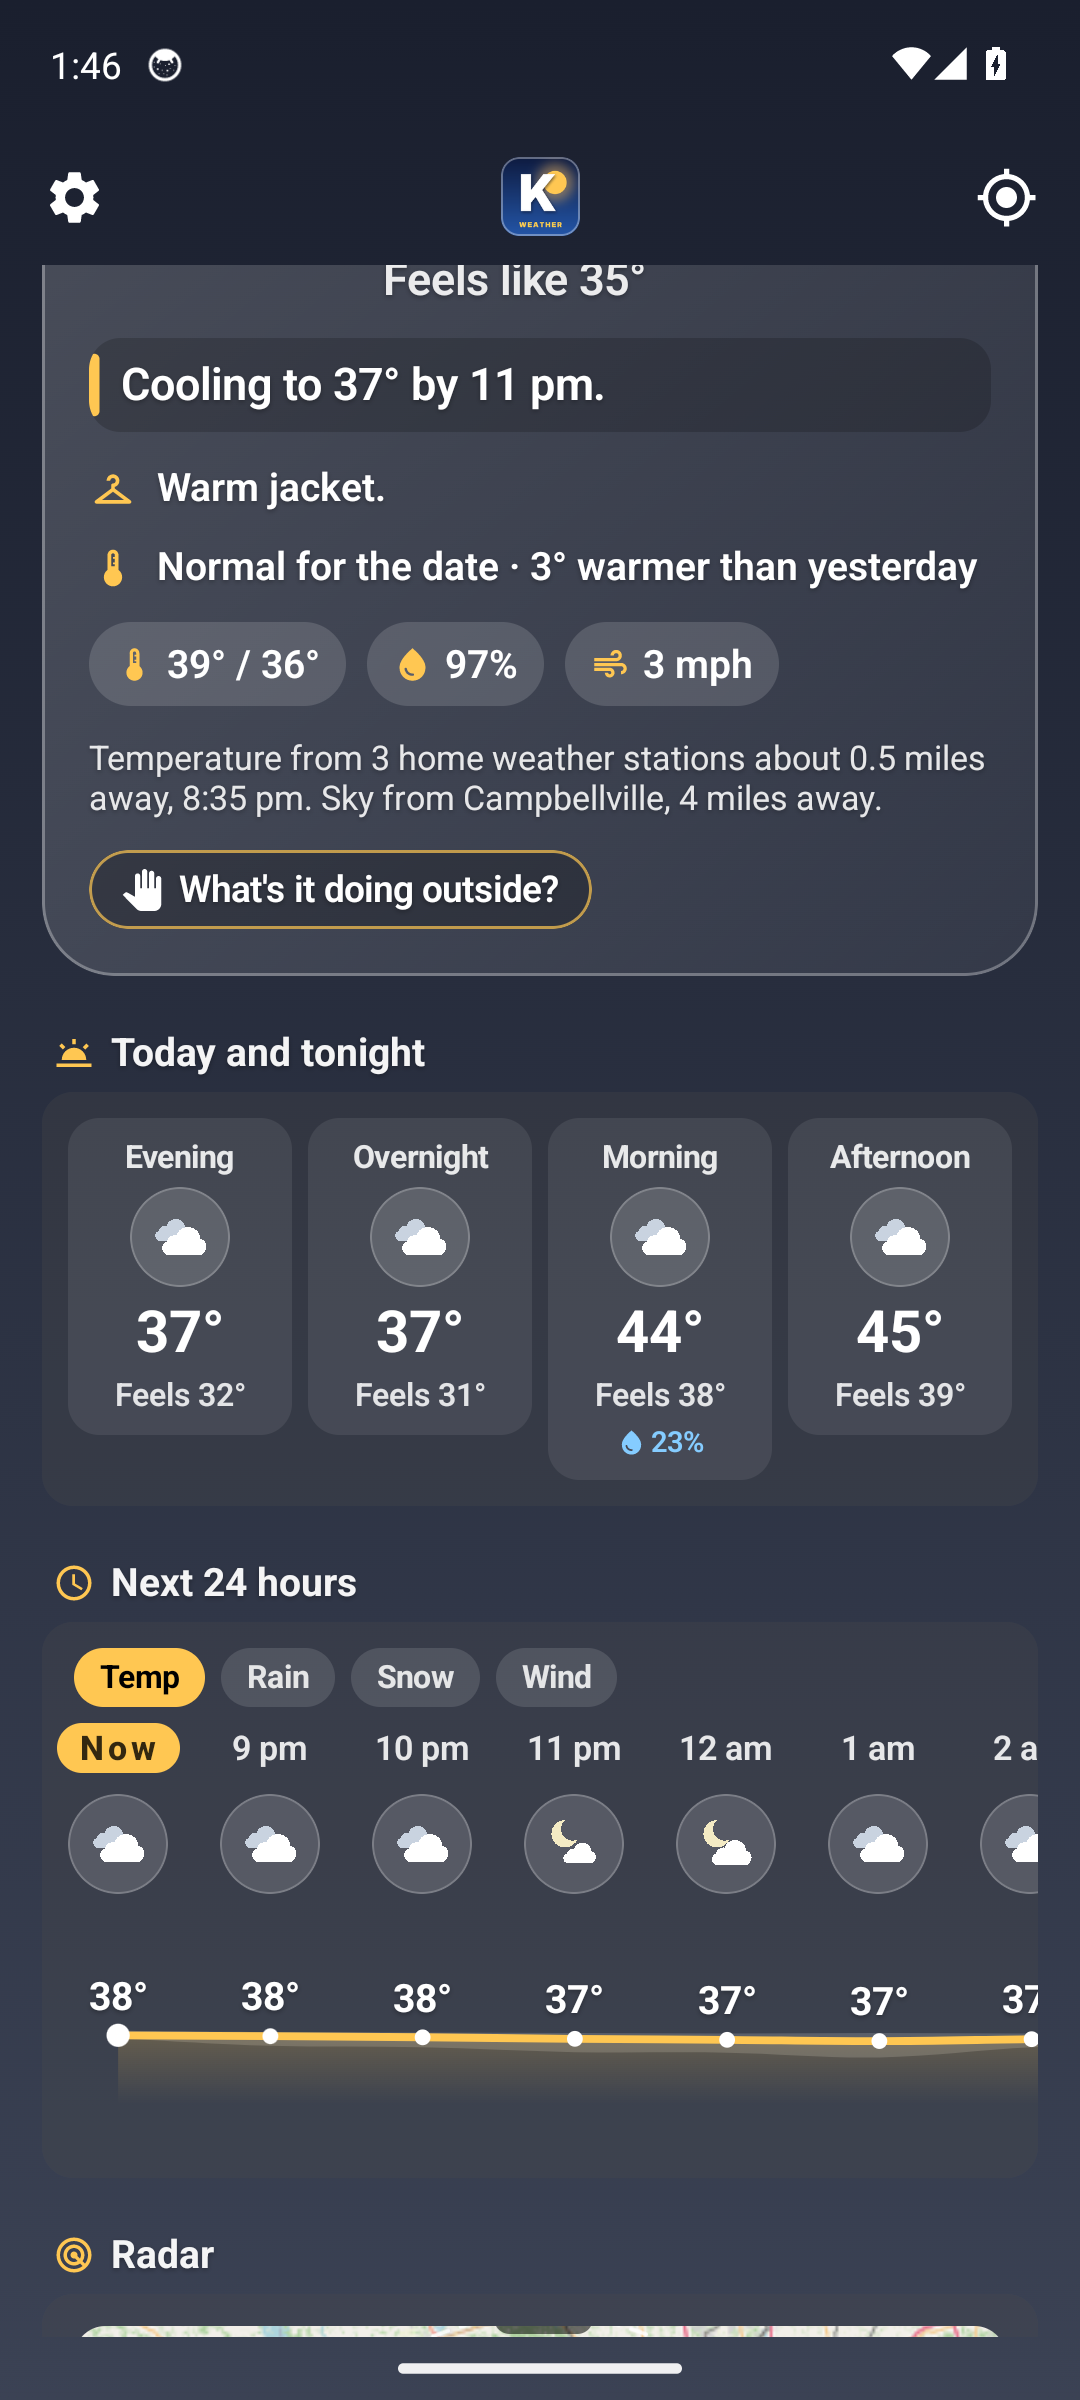 1:46
K
WEATHER
Feels like 35°
Cooling to 37° by 11 pm.
Warm jacket.
Normal for the date · 3° warmer than yesterday
39° / 36°
97%
3 mph
Temperature from 3 home weather stations about 0.5 miles
away, 8:35 pm. Sky from Campbellville, 4 miles away.
What's it doing outside?
Today and tonight
Evening
Overnight
Morning
Afternoon
37°
37°
44°
45°
Feels 32°
Feels 31°
Feels 38°
Feels 39°
23%
Next 24 hours
Temp
Rain
Snow
Wind
Now
9 pm
10 pm
11 pm
12 am
1 am
2 a
38°
38°
38°
37°
37°
37°
37
Radar